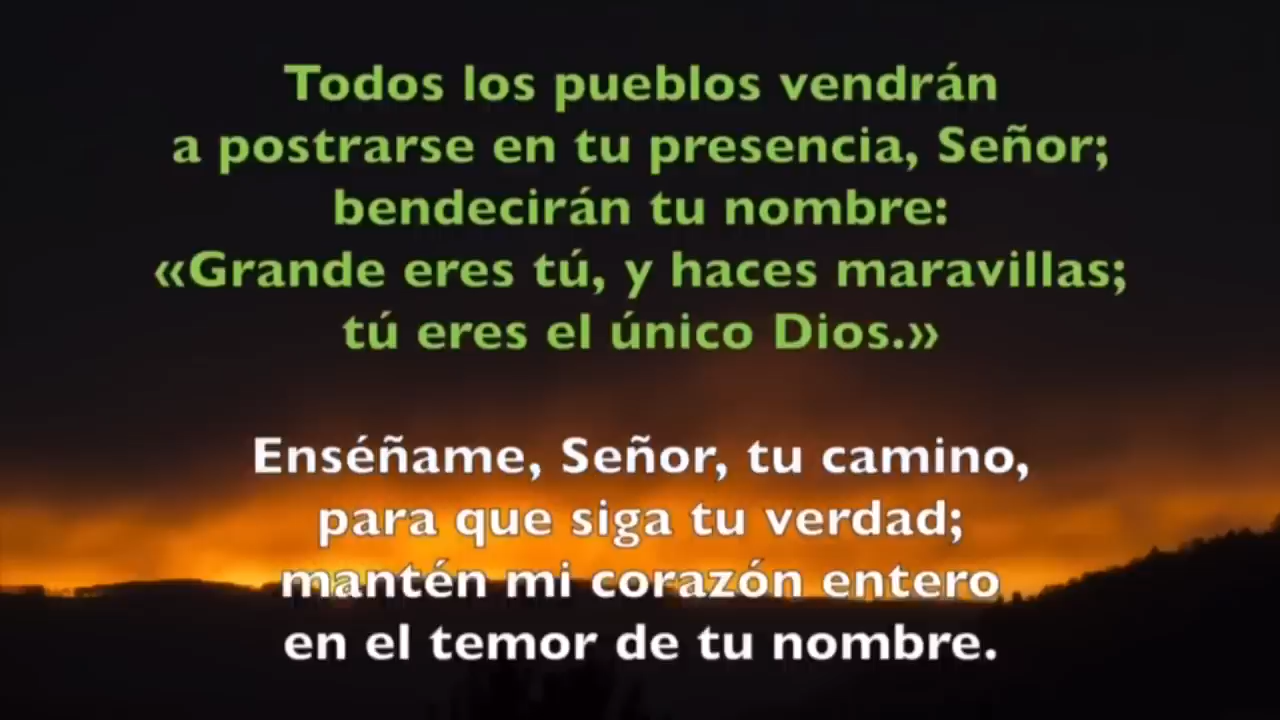 Todos los pueblos vendrán
a postrarse en tu presencia, Señor;
bendecirán tu nombre:
«Grande eres tú, y haces maravillas;
tú eres el único Dios.»
Enséñame, Señor, tu camino,
para que siga tu verdad;
mantén mi corazón entero
en el temor de tu nombre.